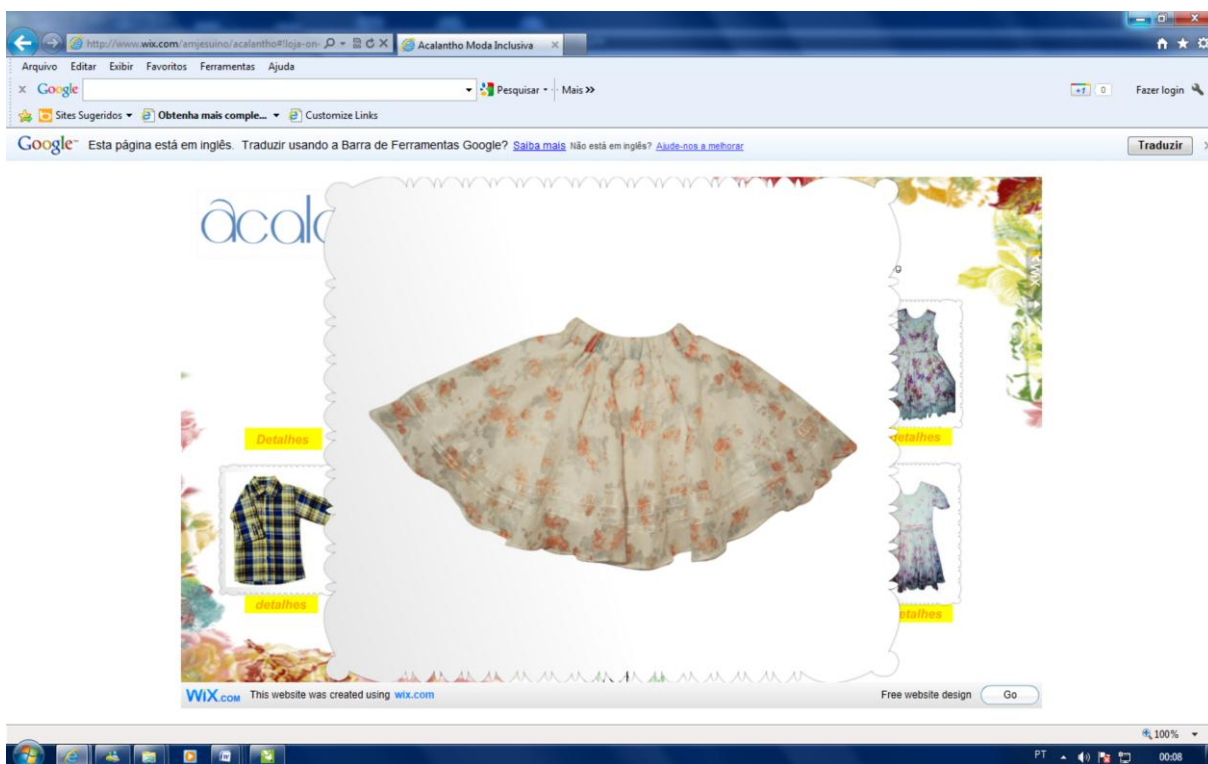 http://www.wix.com/amjesuino/acalantho#!loja-on-
Acalantho Moda Inclusiva
Arquivo Editar Exibir Favoritos Ferramentas Ajuda
x Google Pesquisar Mais >>
+1 0 Fazer login
Sites Sugeridos Obtenha mais comple... Customize Links
Google Esta página está em inglês. Traduzir usando a Barra de Ferramentas Google? Saiba mais Não está em inglês? Ajude-nos a melhorar Traduzir
WiX
Detalhes
detalhes
detalhes
WiX.COM This website was created using wix.com
Free website design Go
100%
PT 00:08